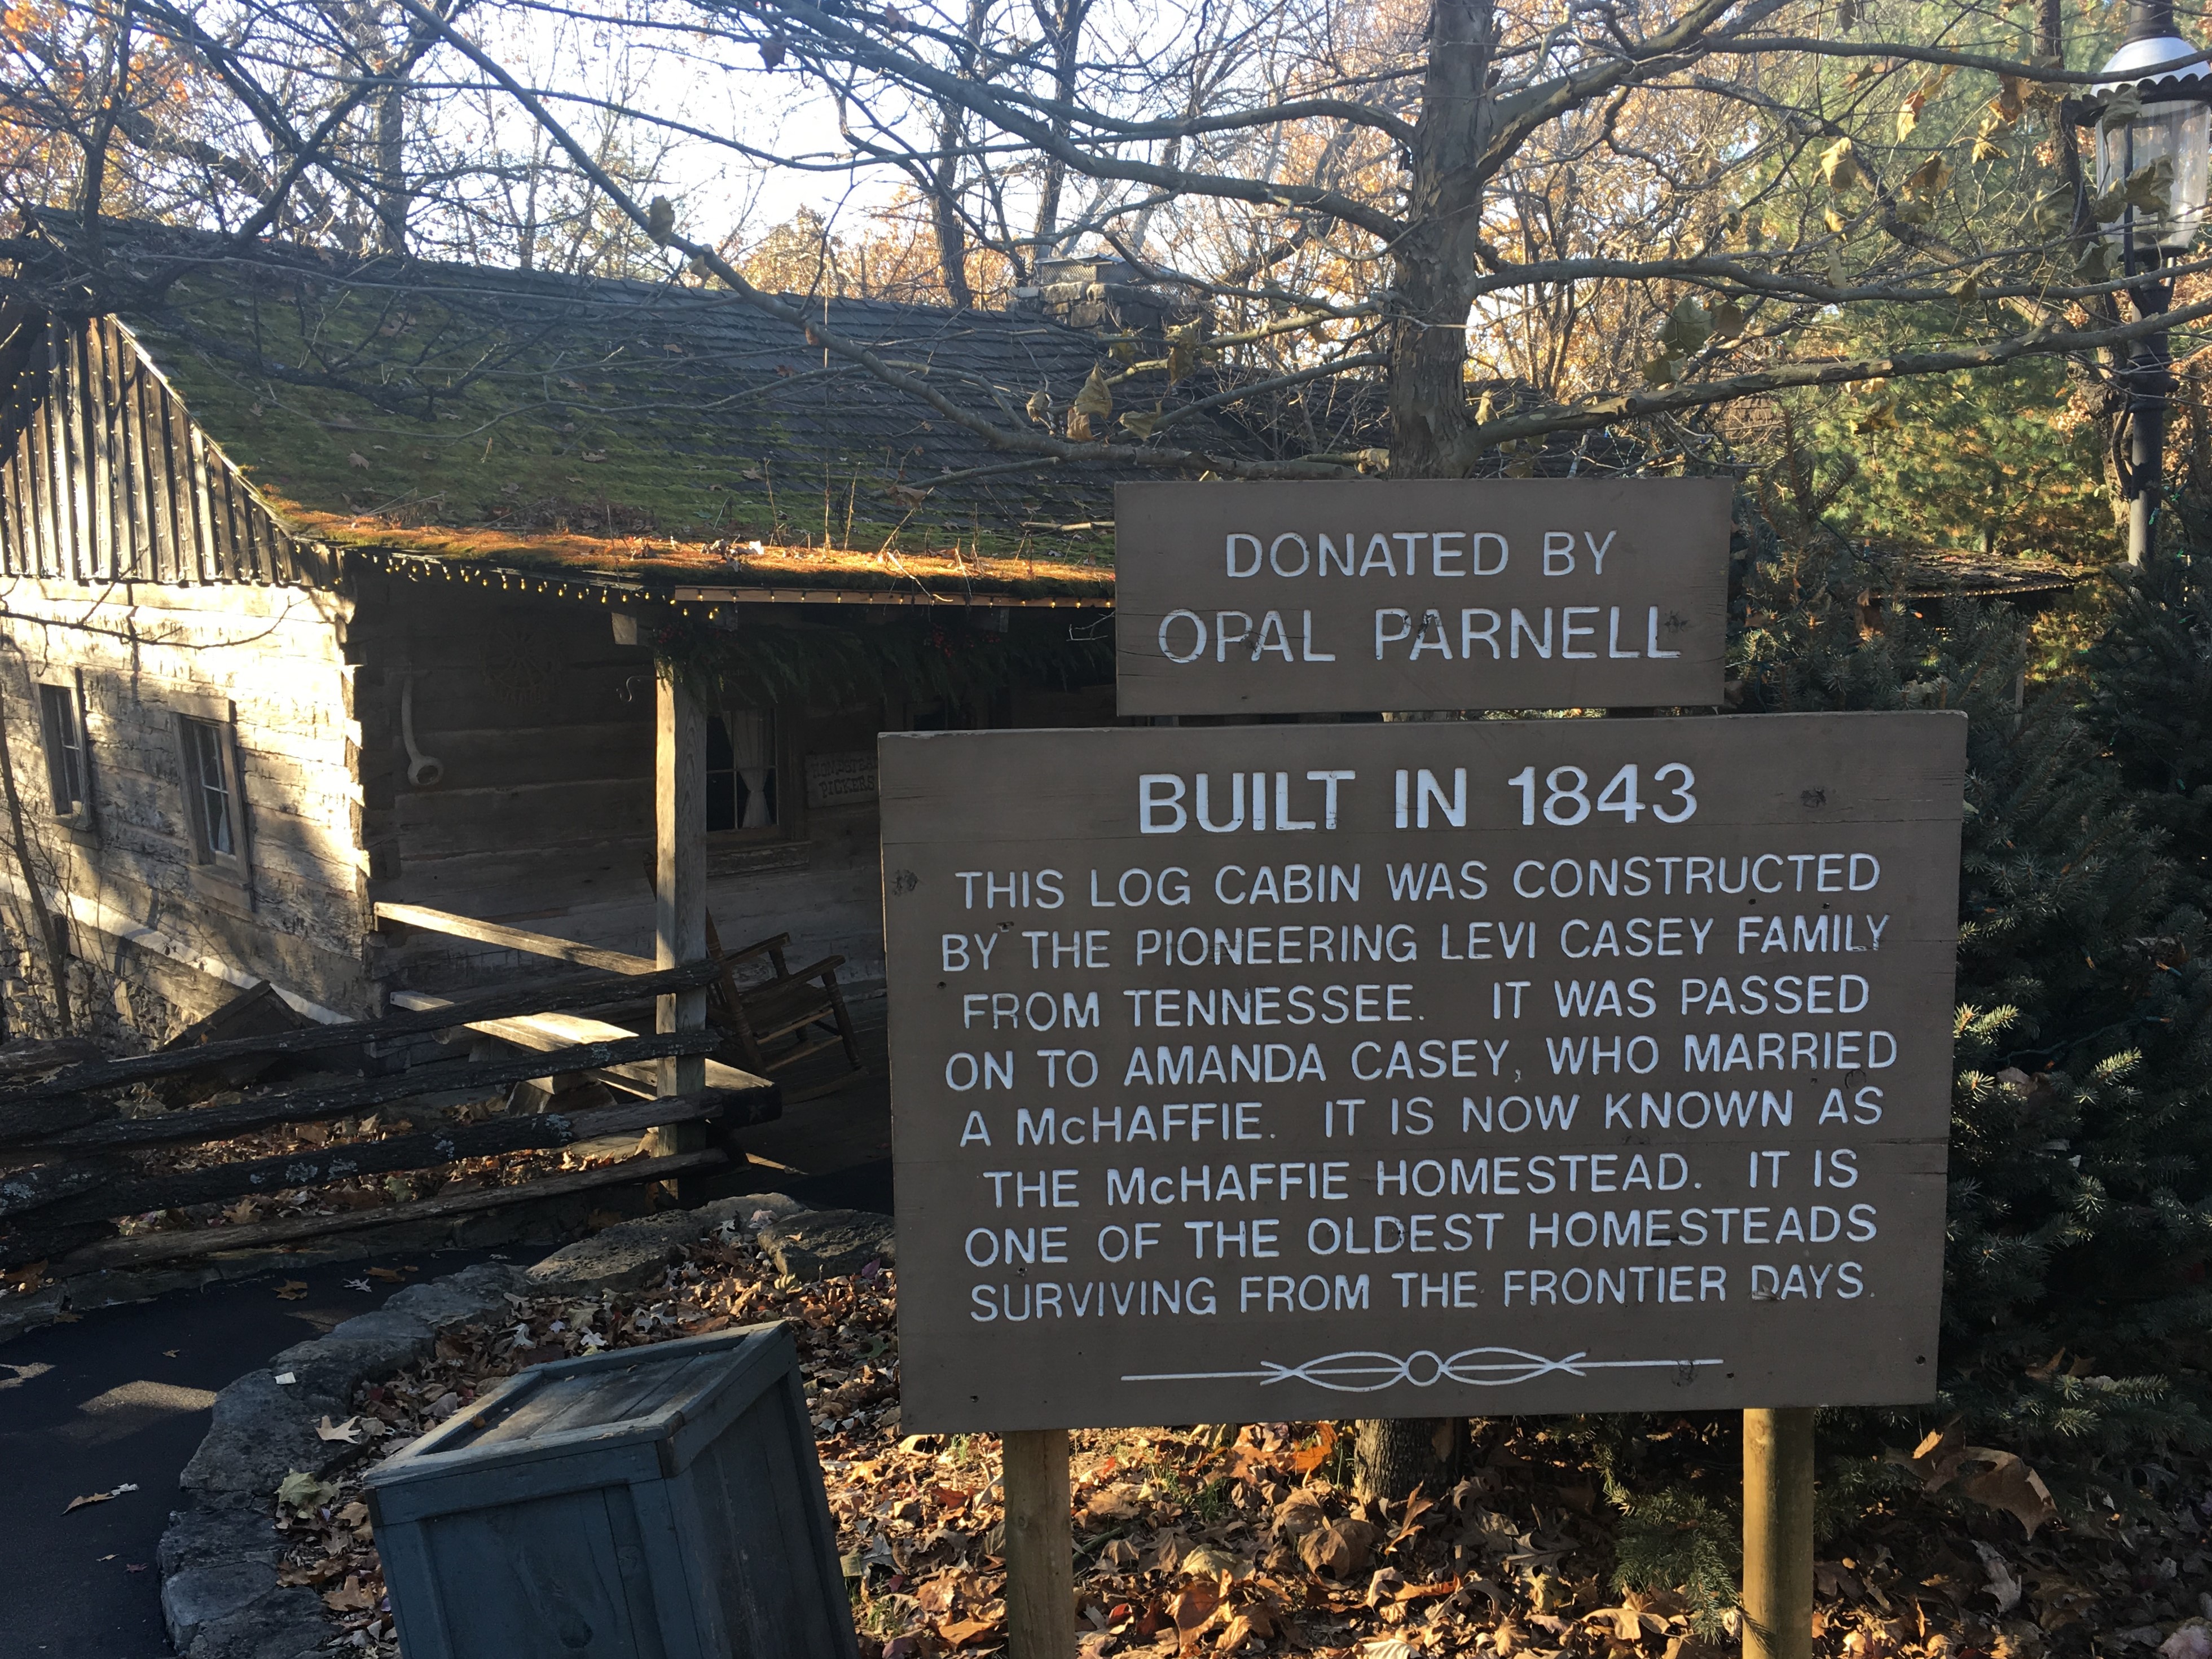 HOMESTEAD
PICKERS
DONATED BY
OPAL PARNELL
BUILT IN 1843
THIS LOG CABIN WAS CONSTRUCTED
BY THE PIONEERING LEVI CASEY FAMILY
FROM TENNESSEE. IT WAS PASSED
ON TO AMANDA CASEY, WHO MARRIED
A McHAFFIE. IT IS NOW KNOWN AS
THE McHAFFIE HOMESTEAD. IT IS
ONE OF THE OLDEST HOMESTEADS
SURVIVING FROM THE FRONTIER DAYS.